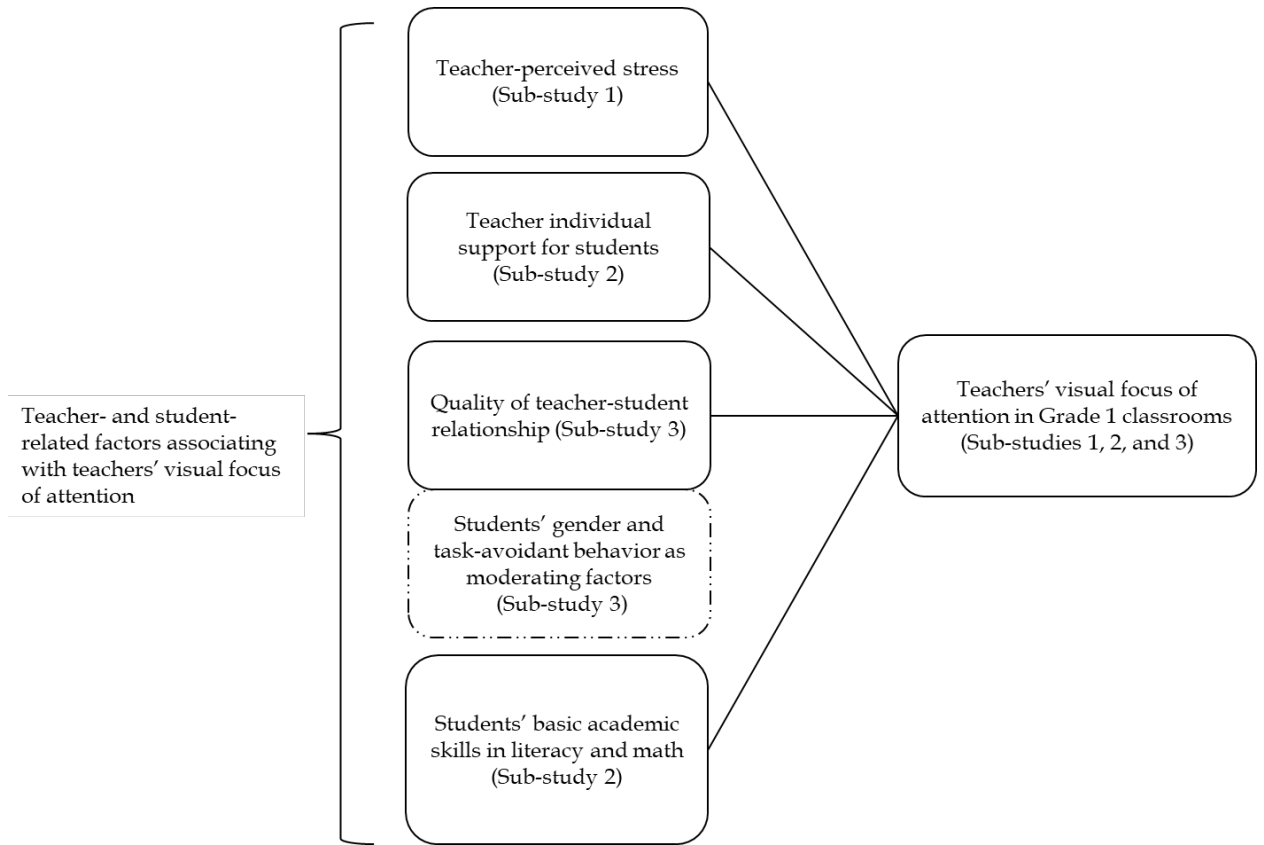 Teacher-perceived stress
(Sub-study 1)
Teacher individual
support for students
(Sub-study 2)
Quality of teacher-student
relationship (Sub-study 3)
Students’ gender and
task-avoidant behavior as
moderating factors
(Sub-study 3)
Students’ basic academic
skills in literacy and math
(Sub-study 2)
Teacher- and student-
related factors associating
with teachers’ visual focus
of attention
Teachers’ visual focus of
attention in Grade 1 classrooms
(Sub-studies 1, 2, and 3)